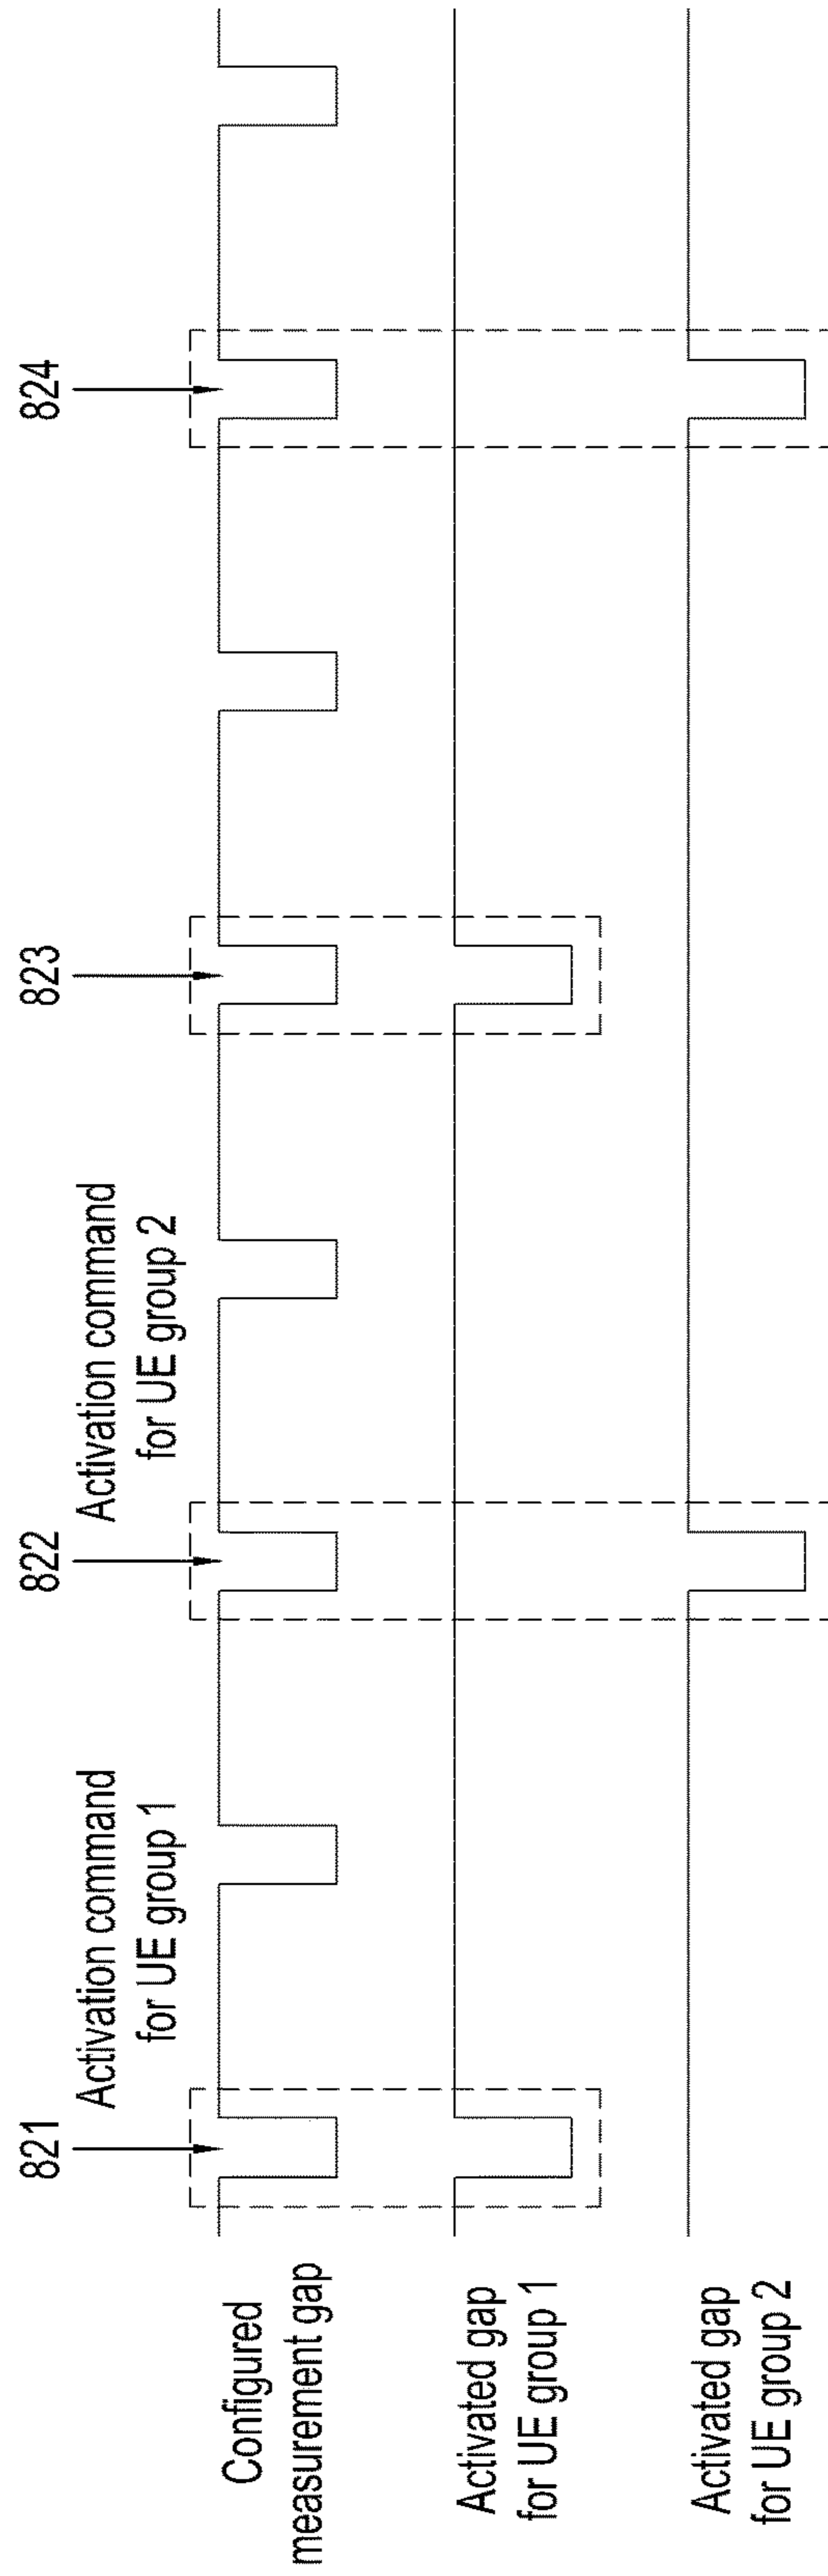 821
Activation command
for UE group 1
822
Activation command
for UE group 2
823
824
Configured
measurement gap
Activated gap
for UE group 1
Activated gap
for UE group 2